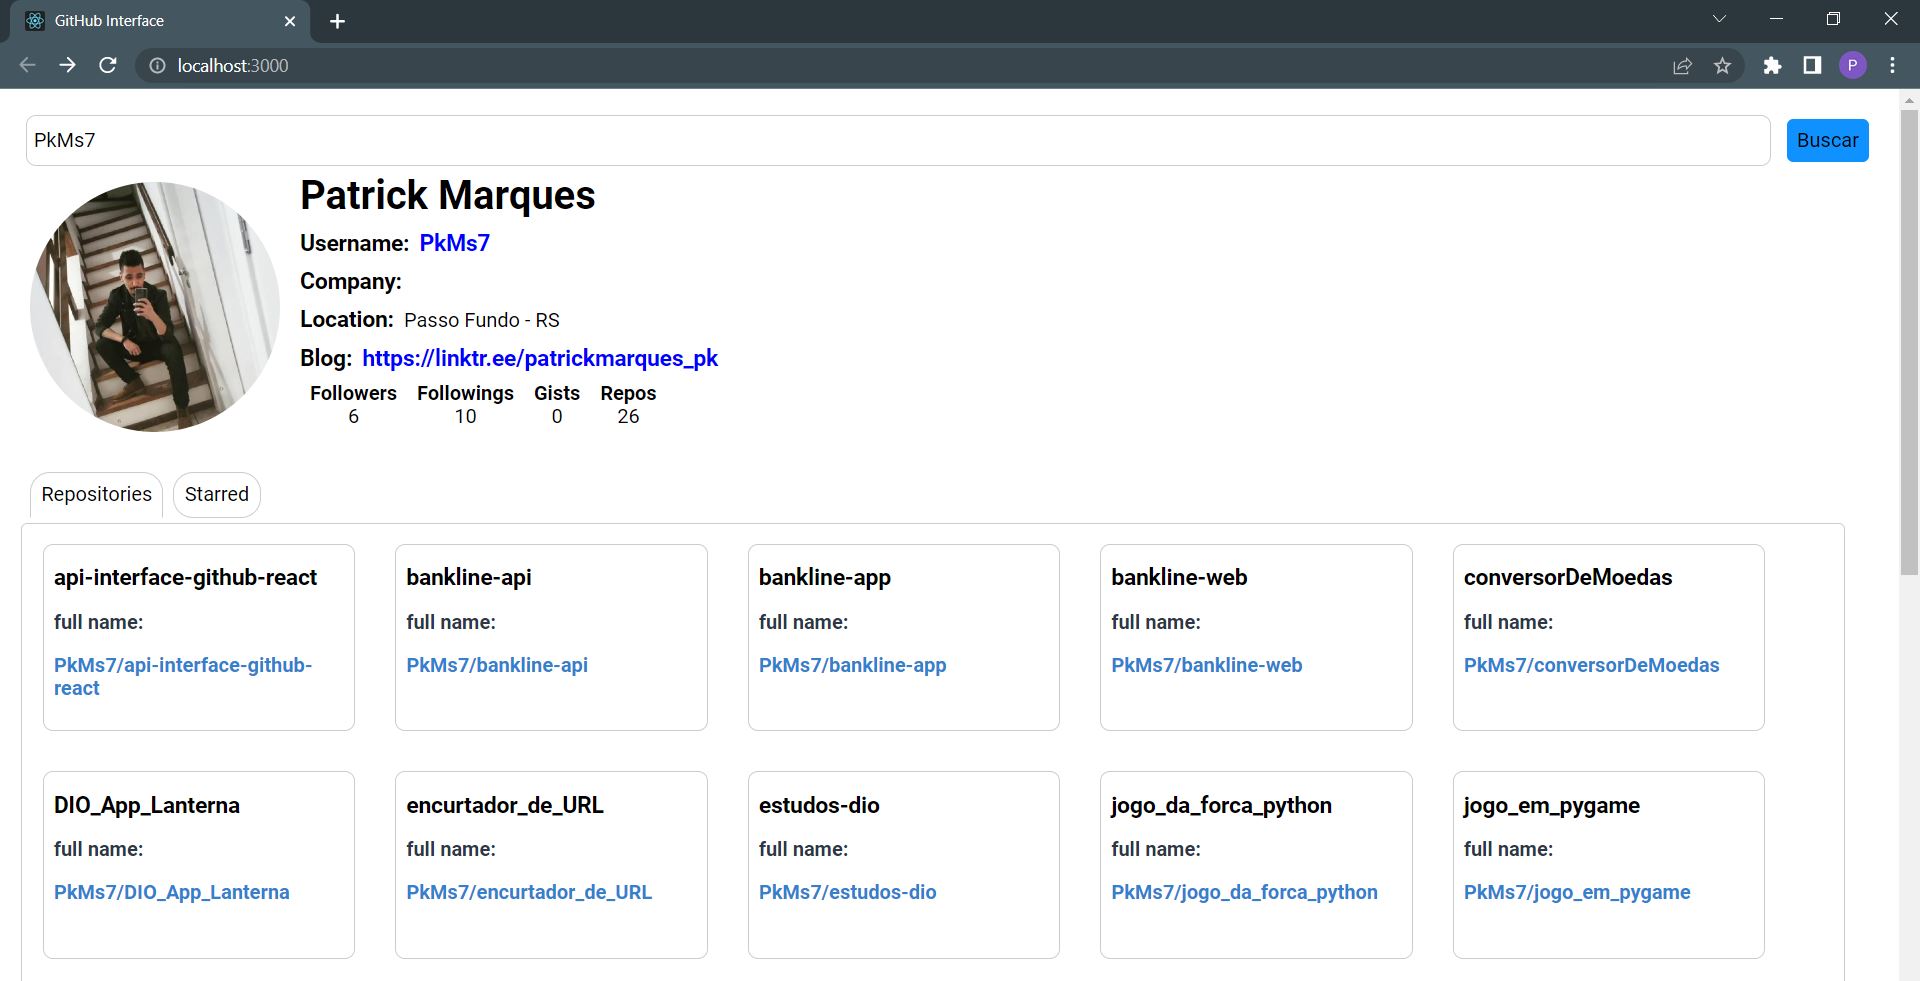 GitHub Interface
localhost:3000
P
PkMs7
Buscar
Patrick Marques
Username: PkMs7
Company:
Location: Passo Fundo - RS
Blog: https://linktr.ee/patrickmarques_pk
Followers Followings Gists Repos
6 10 0 26
Repositories Starred
api-interface-github-react
full name:
PkMs7/api-interface-github-
react
bankline-api
full name:
PkMs7/bankline-api
bankline-app
full name:
PkMs7/bankline-app
bankline-web
full name:
PkMs7/bankline-web
conversorDeMoedas
full name:
PkMs7/conversorDeMoedas
DIO_App_Lanterna
full name:
PkMs7/DIO_App_Lanterna
encurtador_de_URL
full name:
PkMs7/encurtador_de_URL
estudos-dio
full name:
PkMs7/estudos-dio
jogo_da_forca_python
full name:
PkMs7/jogo_da_forca_python
jogo_em_pygame
full name:
PkMs7/jogo_em_pygame